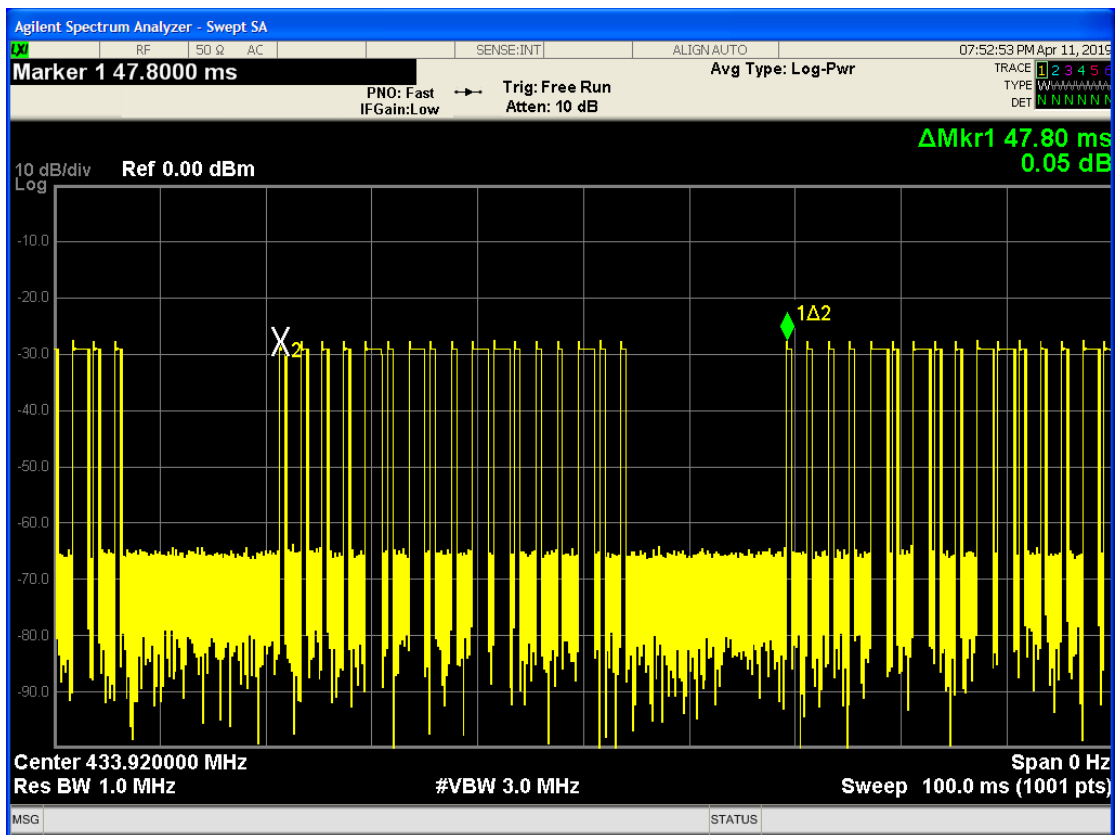 Agilent Spectrum Analyzer - Swept SA
LXI RF 50 Ω AC SENSE:INT ALIGN AUTO 07:52:53 PM Apr 11, 2019
Marker 1 47.8000 ms
PNO: Fast
IFGain:Low
Trig: Free Run
Atten: 10 dB
Avg Type: Log-Pwr
TRACE 1 2 3 4 5 6
TYPE
DET N N N N N N
ΔMkr1 47.80 ms
0.05 dB
10 dB/div Ref 0.00 dBm
Log
-10.0
-20.0
1Δ2
X2
-30.0
-40.0
-50.0
-60.0
-70.0
-80.0
-90.0
Center 433.920000 MHz Span 0 Hz
Res BW 1.0 MHz #VBW 3.0 MHz Sweep 100.0 ms (1001 pts)
MSG STATUS